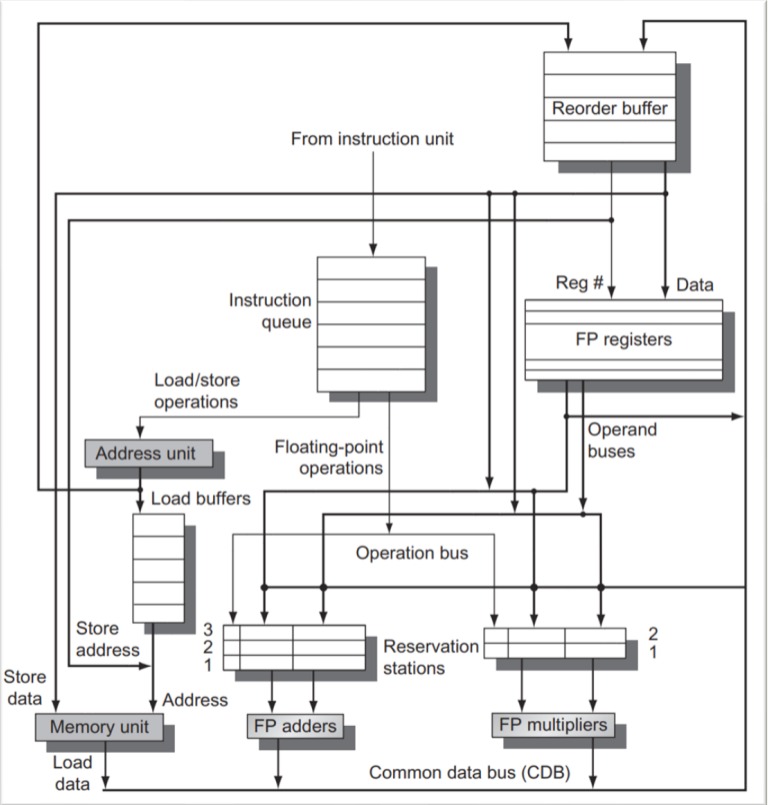 Reorder buffer
From instruction unit
Reg #
Data
Instruction
queue
FP registers
Load/store
operations
Operand
buses
Address unit
Floating-point
operations
Load buffers
Operation bus
Store
address
3
2
1
Reservation
stations
2
1
Store
data
Address
Memory unit
FP adders
FP multipliers
Load
data
Common data bus (CDB)